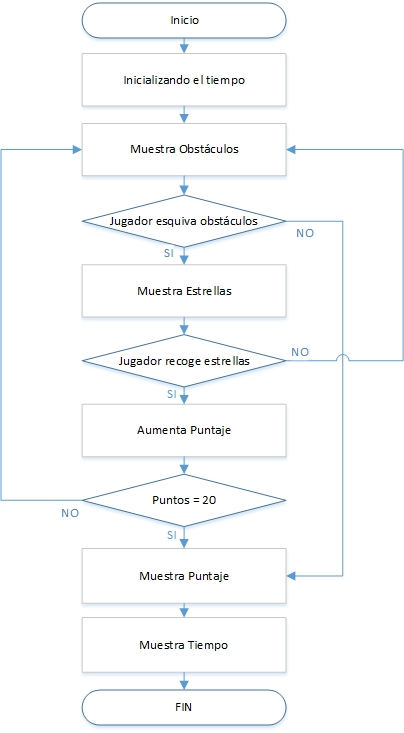 Inicio
Inicializando el tiempo
Muestra Obstáculos
Jugador esquiva obstáculos
NO
SI
Muestra Estrellas
Jugador recoge estrellas
NO
SI
Aumenta Puntaje
Puntos = 20
NO
SI
Muestra Puntaje
Muestra Tiempo
FIN